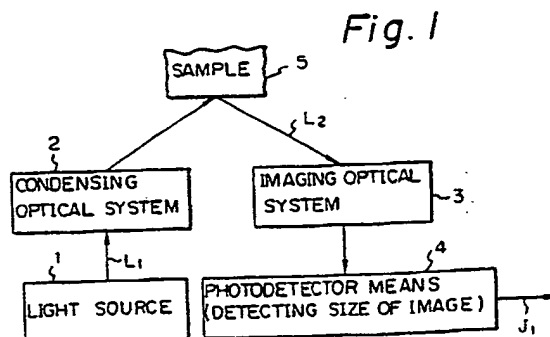 Fig. 1
SAMPLE
5
L2
2
CONDENSING
OPTICAL SYSTEM
IMAGING OPTICAL
SYSTEM
3
1
L1
4
LIGHT SOURCE
PHOTODETECTOR MEANS
(DETECTING SIZE OF IMAGE)
J1